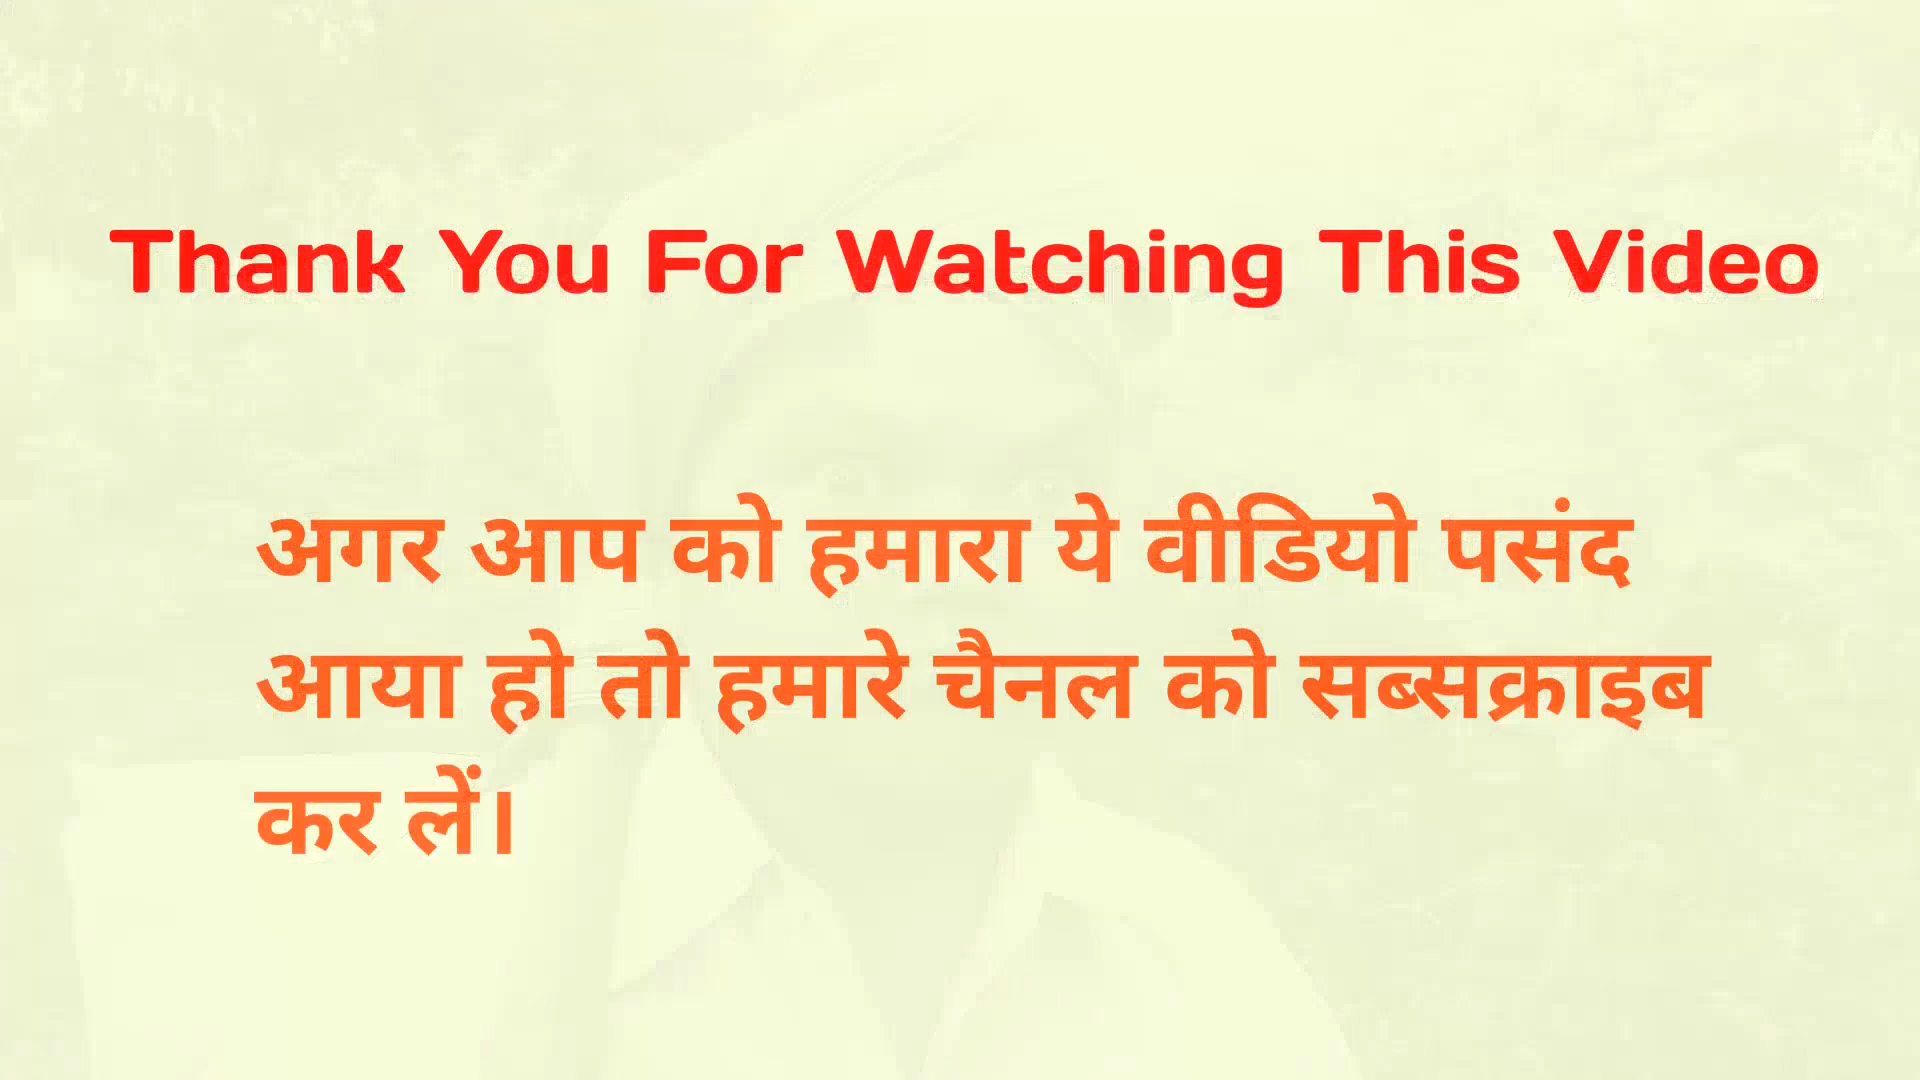 Thank You For Watching This Video
अगर आप को हमारा ये वीडियो पसंद
आया हो तो हमारे चैनल को सब्सक्राइब
कर लें।